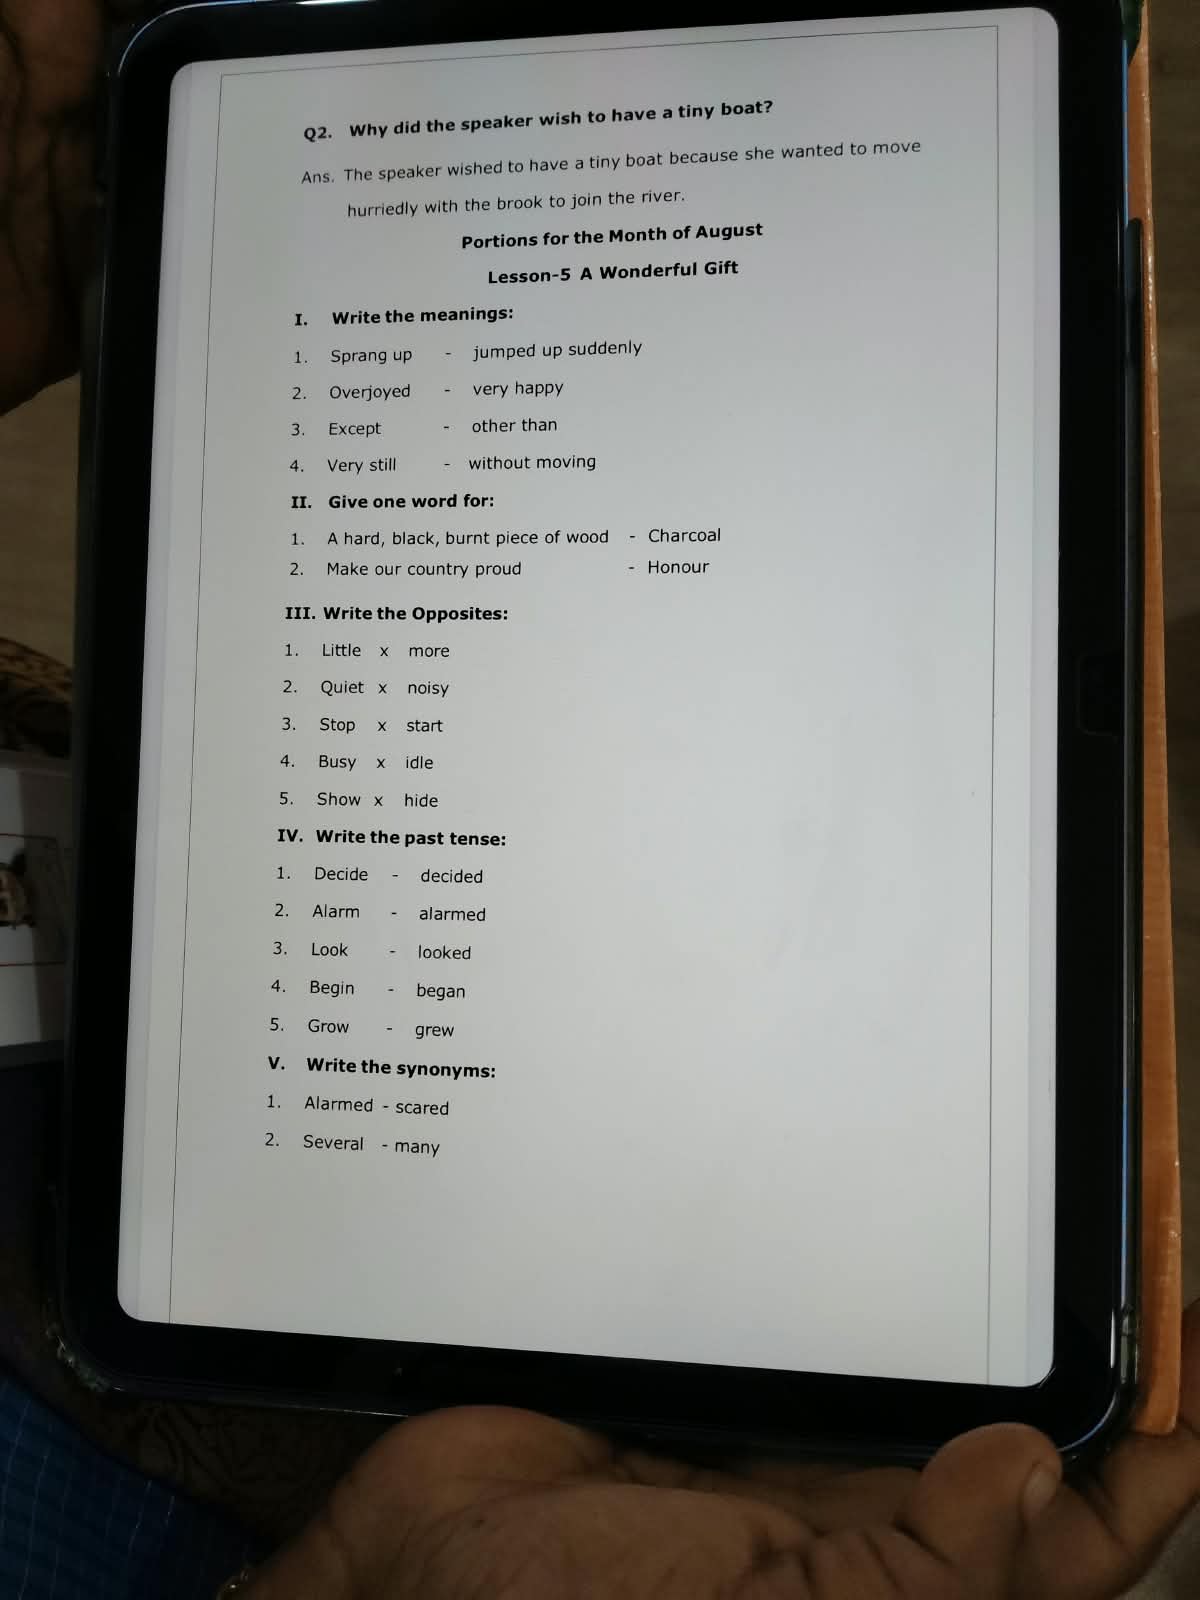 Q2. Why did the speaker wish to have a tiny boat?
Ans. The speaker wished to have a tiny boat because she wanted to move
hurriedly with the brook to join the river.
Portions for the Month of August
Lesson-5 A Wonderful Gift
I. Write the meanings:
1. Sprang up - jumped up suddenly
2. Overjoyed - very happy
3. Except - other than
4. Very still - without moving
II. Give one word for:
1. A hard, black, burnt piece of wood - Charcoal
2. Make our country proud - Honour
III. Write the Opposites:
1. Little x more
2. Quiet x noisy
3. Stop x start
4. Busy x idle
5. Show x hide
IV. Write the past tense:
1. Decide - decided
2. Alarm - alarmed
3. Look - looked
4. Begin - began
5. Grow - grew
V. Write the synonyms:
1. Alarmed - scared
2. Several - many